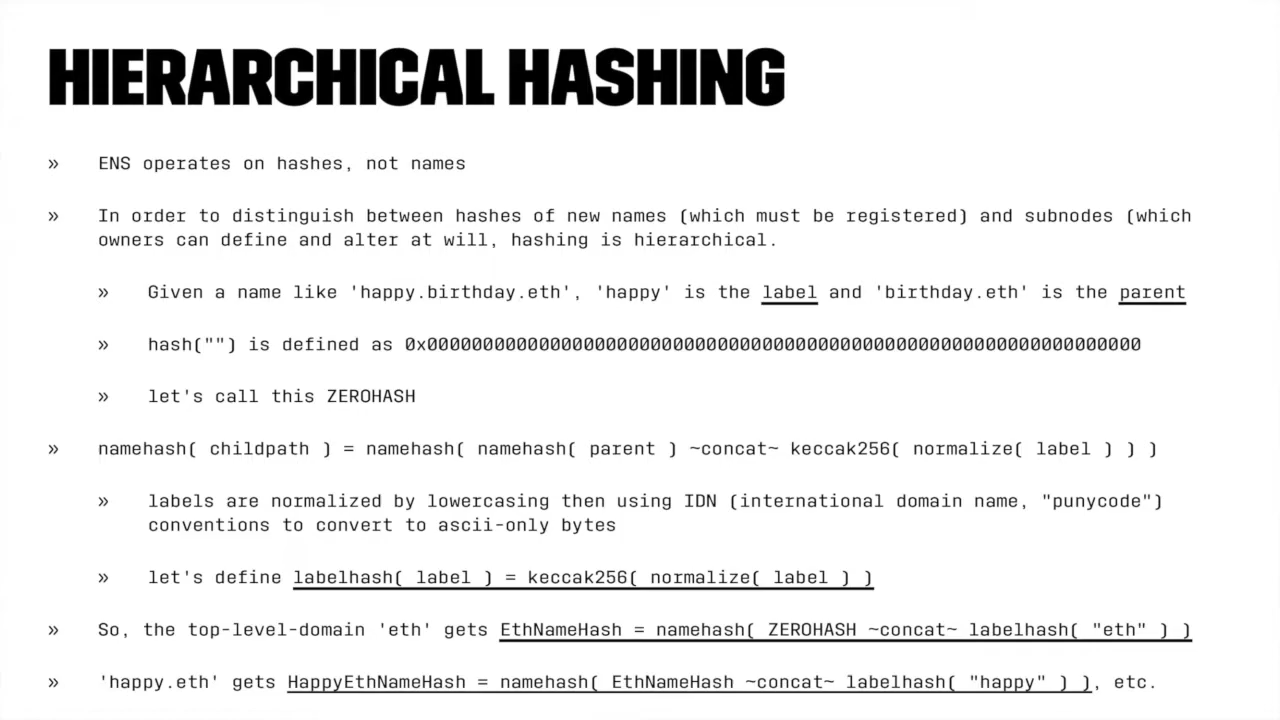 HIERARCHICAL HASHING
» ENS operates on hashes, not names
» In order to distinguish between hashes of new names (which must be registered) and subnodes (which
owners can define and alter at will, hashing is hierarchical.
» Given a name like 'happy.birthday.eth', 'happy' is the label and 'birthday.eth' is the parent
» hash("") is defined as 0x0000000000000000000000000000000000000000000000000000000000000000
» let's call this ZEROHASH
» namehash( childpath ) = namehash( namehash( parent ) ~concat~ keccak256( normalize( label ) ) )
» labels are normalized by lowercasing then using IDN (international domain name, "punycode")
conventions to convert to ascii-only bytes
» let's define labelhash( label ) = keccak256( normalize( label ) )
» So, the top-level-domain 'eth' gets EthNameHash = namehash( ZEROHASH ~concat~ labelhash( "eth" ) )
» 'happy.eth' gets HappyEthNameHash = namehash( EthNameHash ~concat~ labelhash( "happy" ) ), etc.